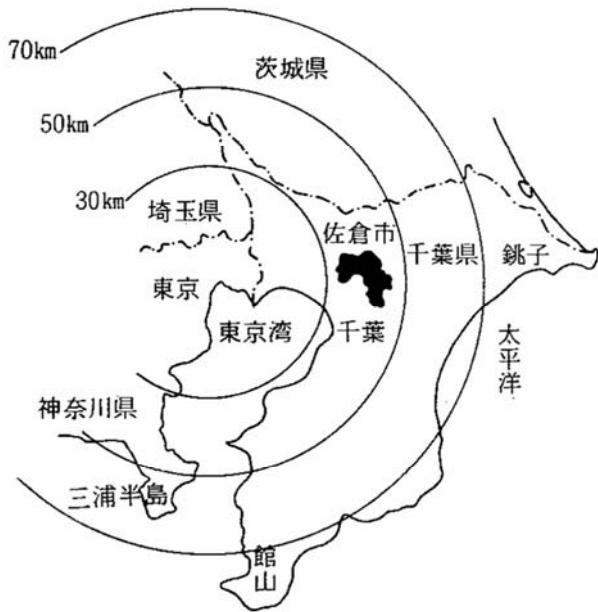 70km
茨城県
50km
30km
埼玉県
佐倉市
千葉県
銚子
東京
東京湾
千葉
太平洋
神奈川県
三浦半島
館山